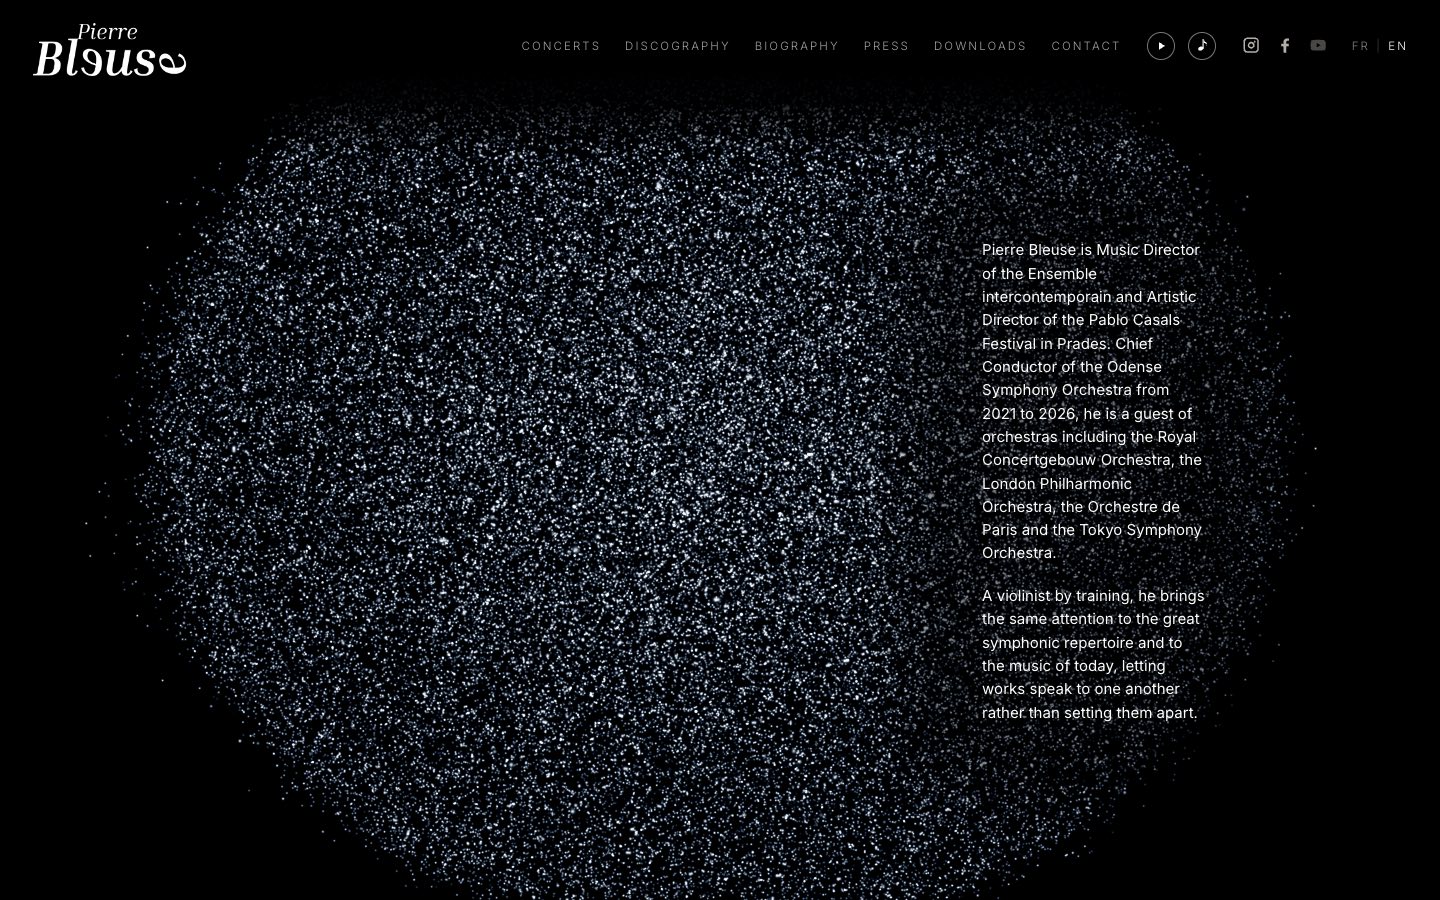 Pierre
Bleuse
CONCERTS DISCOGRAPHY BIOGRAPHY PRESS DOWNLOADS CONTACT FR EN
Pierre Bleuse is Music Director
of the Ensemble
intercontemporain and Artistic
Director of the Pablo Casals
Festival in Prades. Chief
Conductor of the Odense
Symphony Orchestra from
2021 to 2026, he is a guest of
orchestras including the Royal
Concertgebouw Orchestra, the
London Philharmonic
Orchestra, the Orchestre de
Paris and the Tokyo Symphony
Orchestra.
A violinist by training, he brings
the same attention to the great
symphonic repertoire and to
the music of today, letting
works speak to one another
rather than setting them apart.